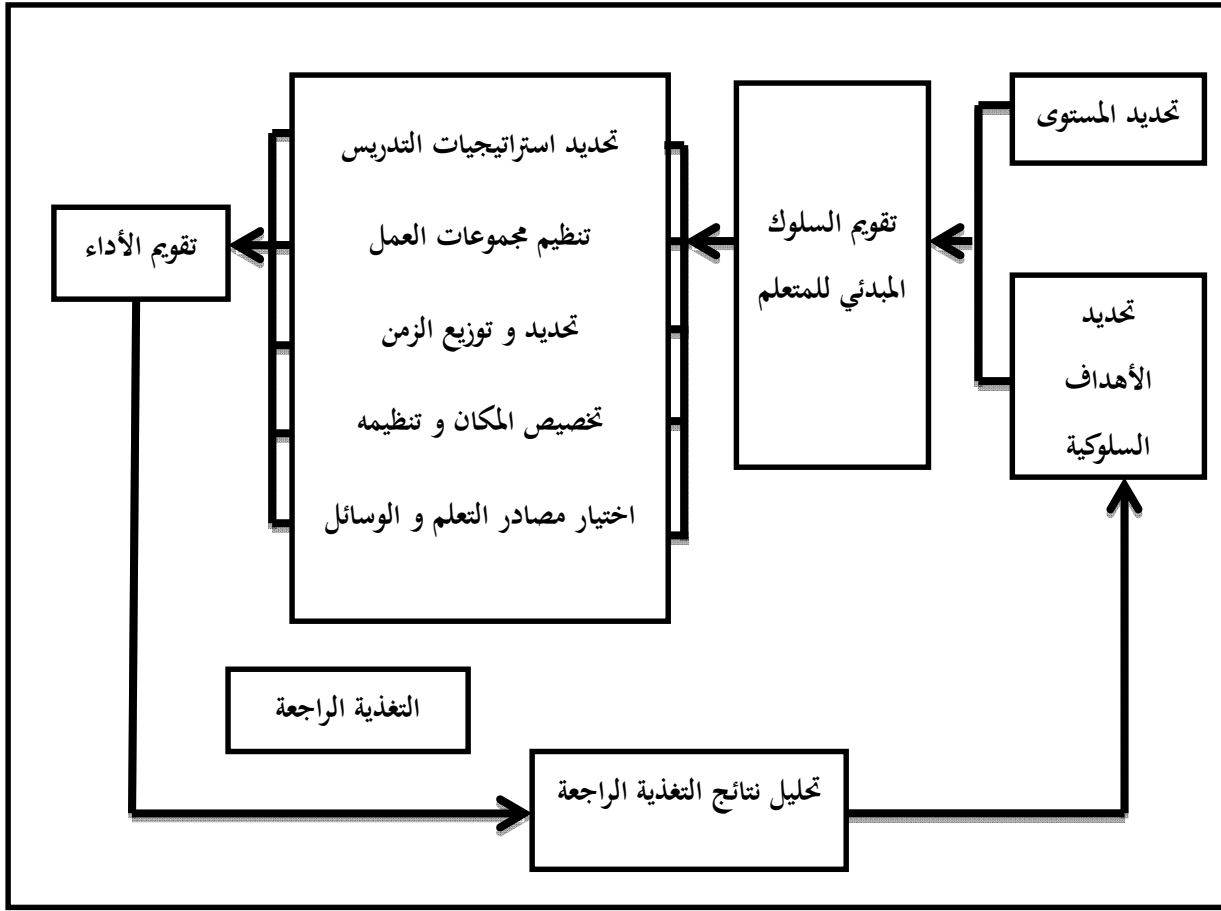 تحديد المستوى
تحديد
الأهداف
السلوكية
تقويم السلوك
المبدئي للمتعلم
تحديد استراتيجيات التدريس
تنظيم مجموعات العمل
تحديد و توزيع الزمن
تخصيص المكان و تنظيمه
اختيار مصادر التعلم و الوسائل
تقويم الأداء
التغذية الراجعة
تحليل نتائج التغذية الراجعة